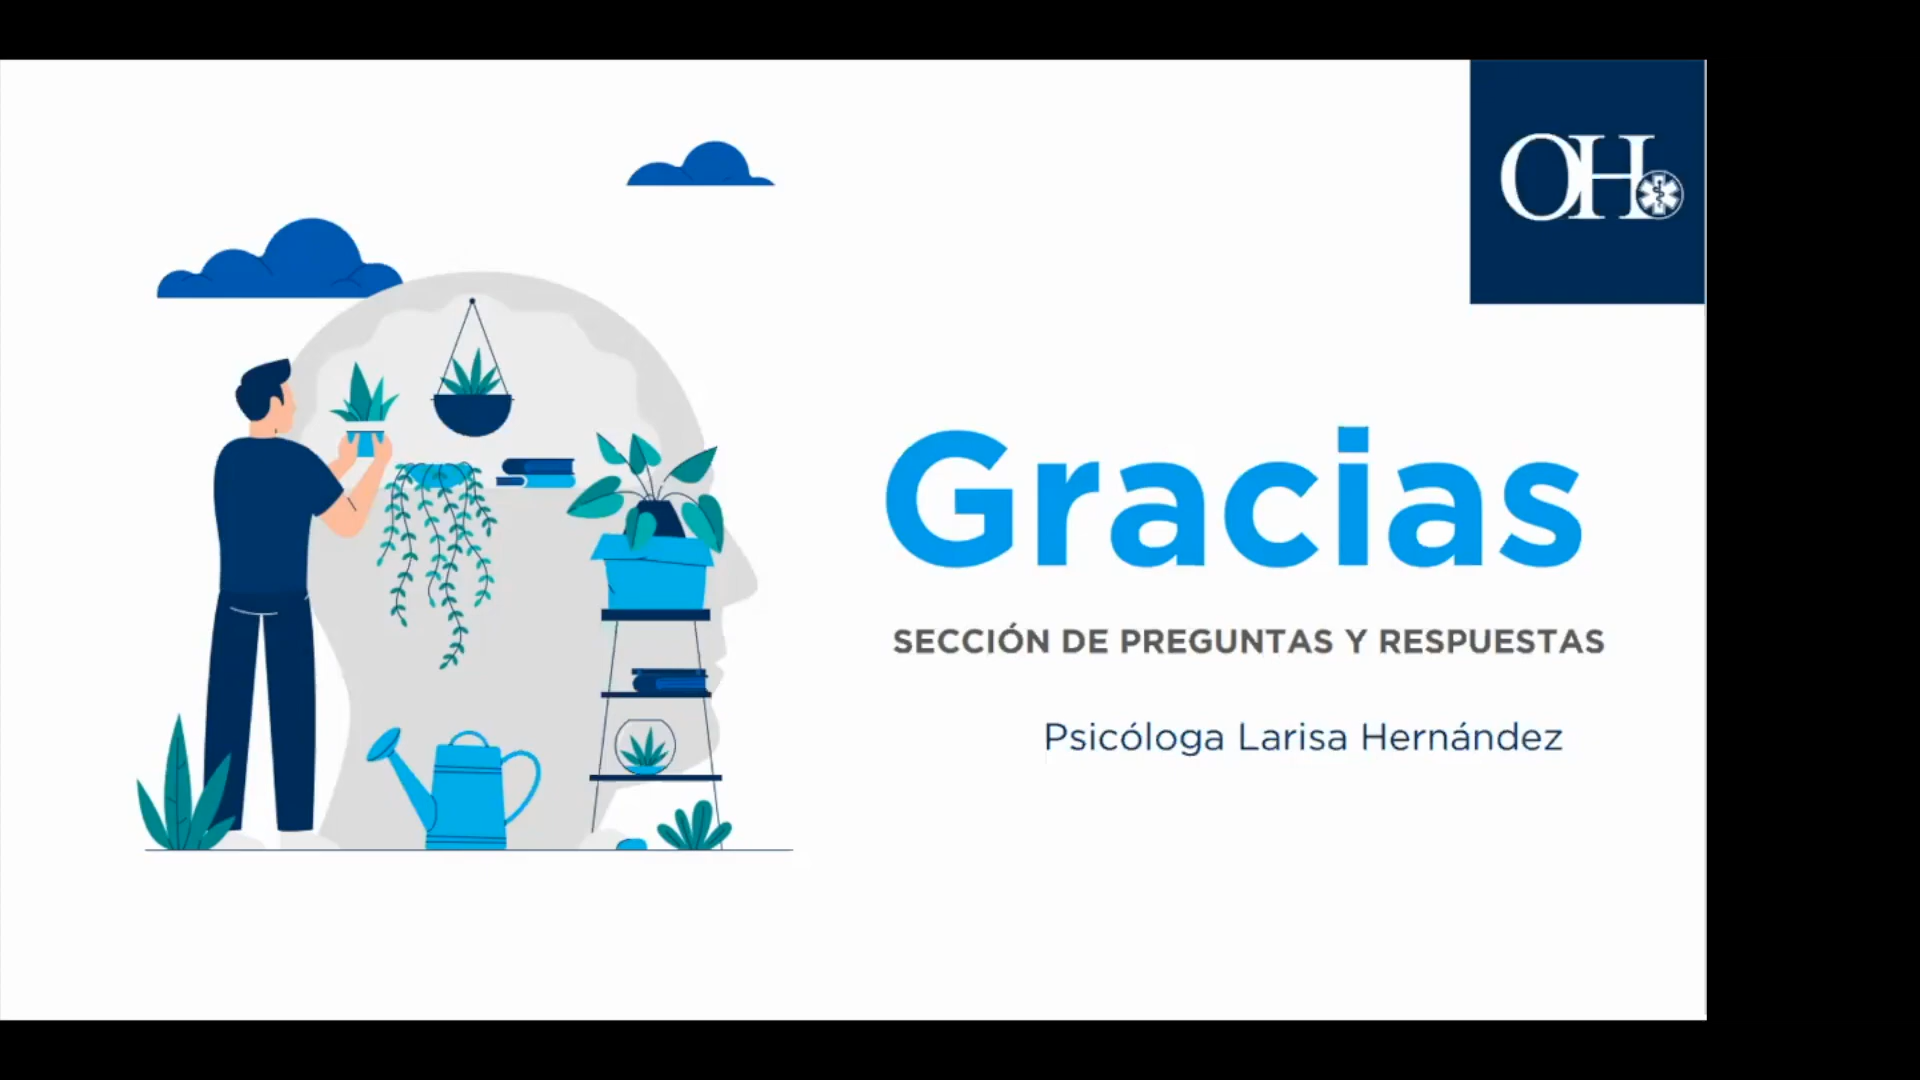 OH
Gracias
SECCIÓN DE PREGUNTAS Y RESPUESTAS
Psicóloga Larisa Hernández